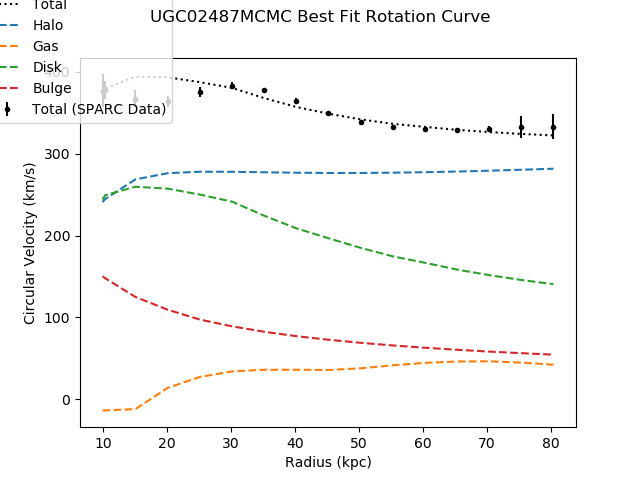 UGC02487MCMC Best Fit Rotation Curve
Total
Halo
Gas
Disk
Bulge
Total (SPARC Data)
400
300
200
100
0
Circular Velocity (km/s)
10 20 30 40 50 60 70 80
Radius (kpc)